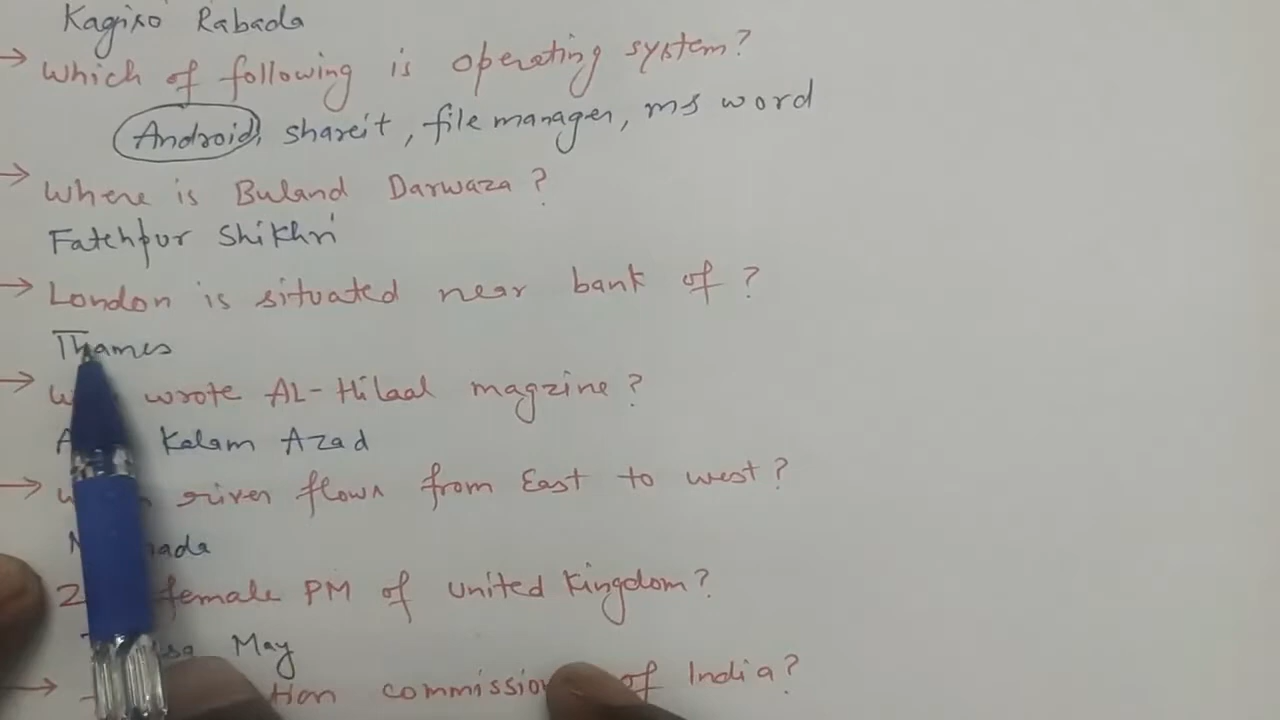 Kagiso Rabada
→ Which of following is operating system?
Android, shareit, file manager, ms word
→ Where is Buland Darwaza?
Fatehpur Shikhri
→ London is situated near bank of?
Thames
→ wrote AL-Hilaal magzine?
Kalam Azad
→ river flows from East to west?
female PM of United Kingdom?
May
→ commission of India?